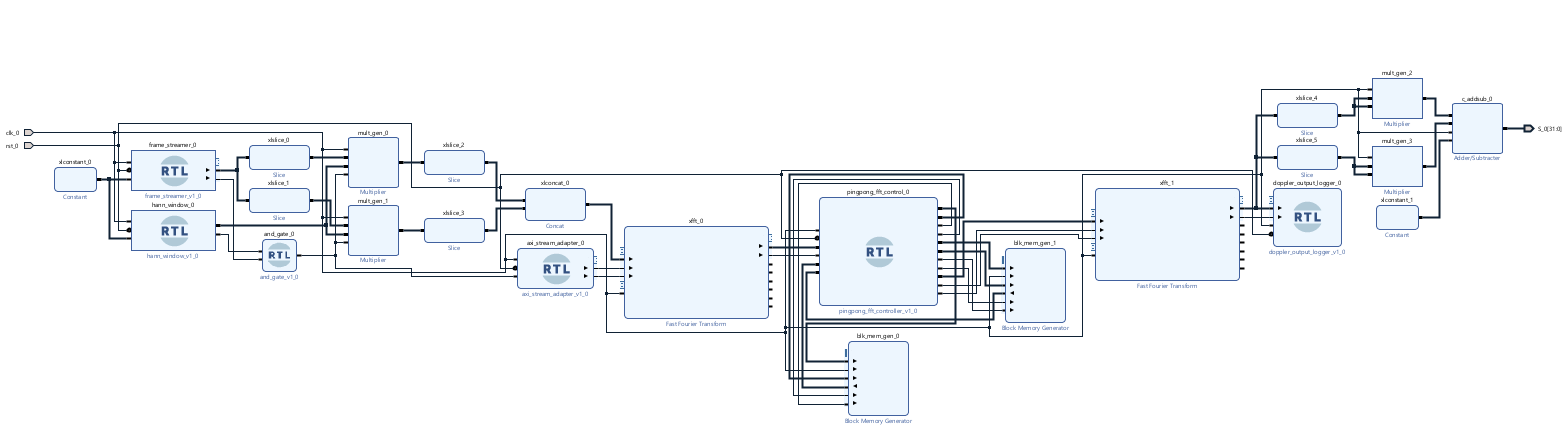 clk_0
rst_0
xlconstant_0
Constant
frame_streamer_0
RTL
frame_streamer_v1_0
hann_window_0
RTL
hann_window_v1_0
xlslice_0
Slice
xlslice_1
Slice
and_gate_0
RTL
and_gate_v1_0
mult_gen_0
Multiplier
mult_gen_1
Multiplier
xlslice_2
Slice
xlslice_3
Slice
xlconcat_0
Concat
axi_stream_adapter_0
RTL
axi_stream_adapter_v1_0
xfft_0
Fast Fourier Transform
pingpong_fft_control_0
RTL
pingpong_fft_controller_v1_0
blk_mem_gen_0
Block Memory Generator
blk_mem_gen_1
Block Memory Generator
xfft_1
Fast Fourier Transform
xlslice_4
Slice
xlslice_5
Slice
doppler_output_logger_0
RTL
doppler_output_logger_v1_0
mult_gen_2
Multiplier
mult_gen_3
Multiplier
xlconstant_1
Constant
c_addsub_0
Adder/Subtracter
S_0[31:0]